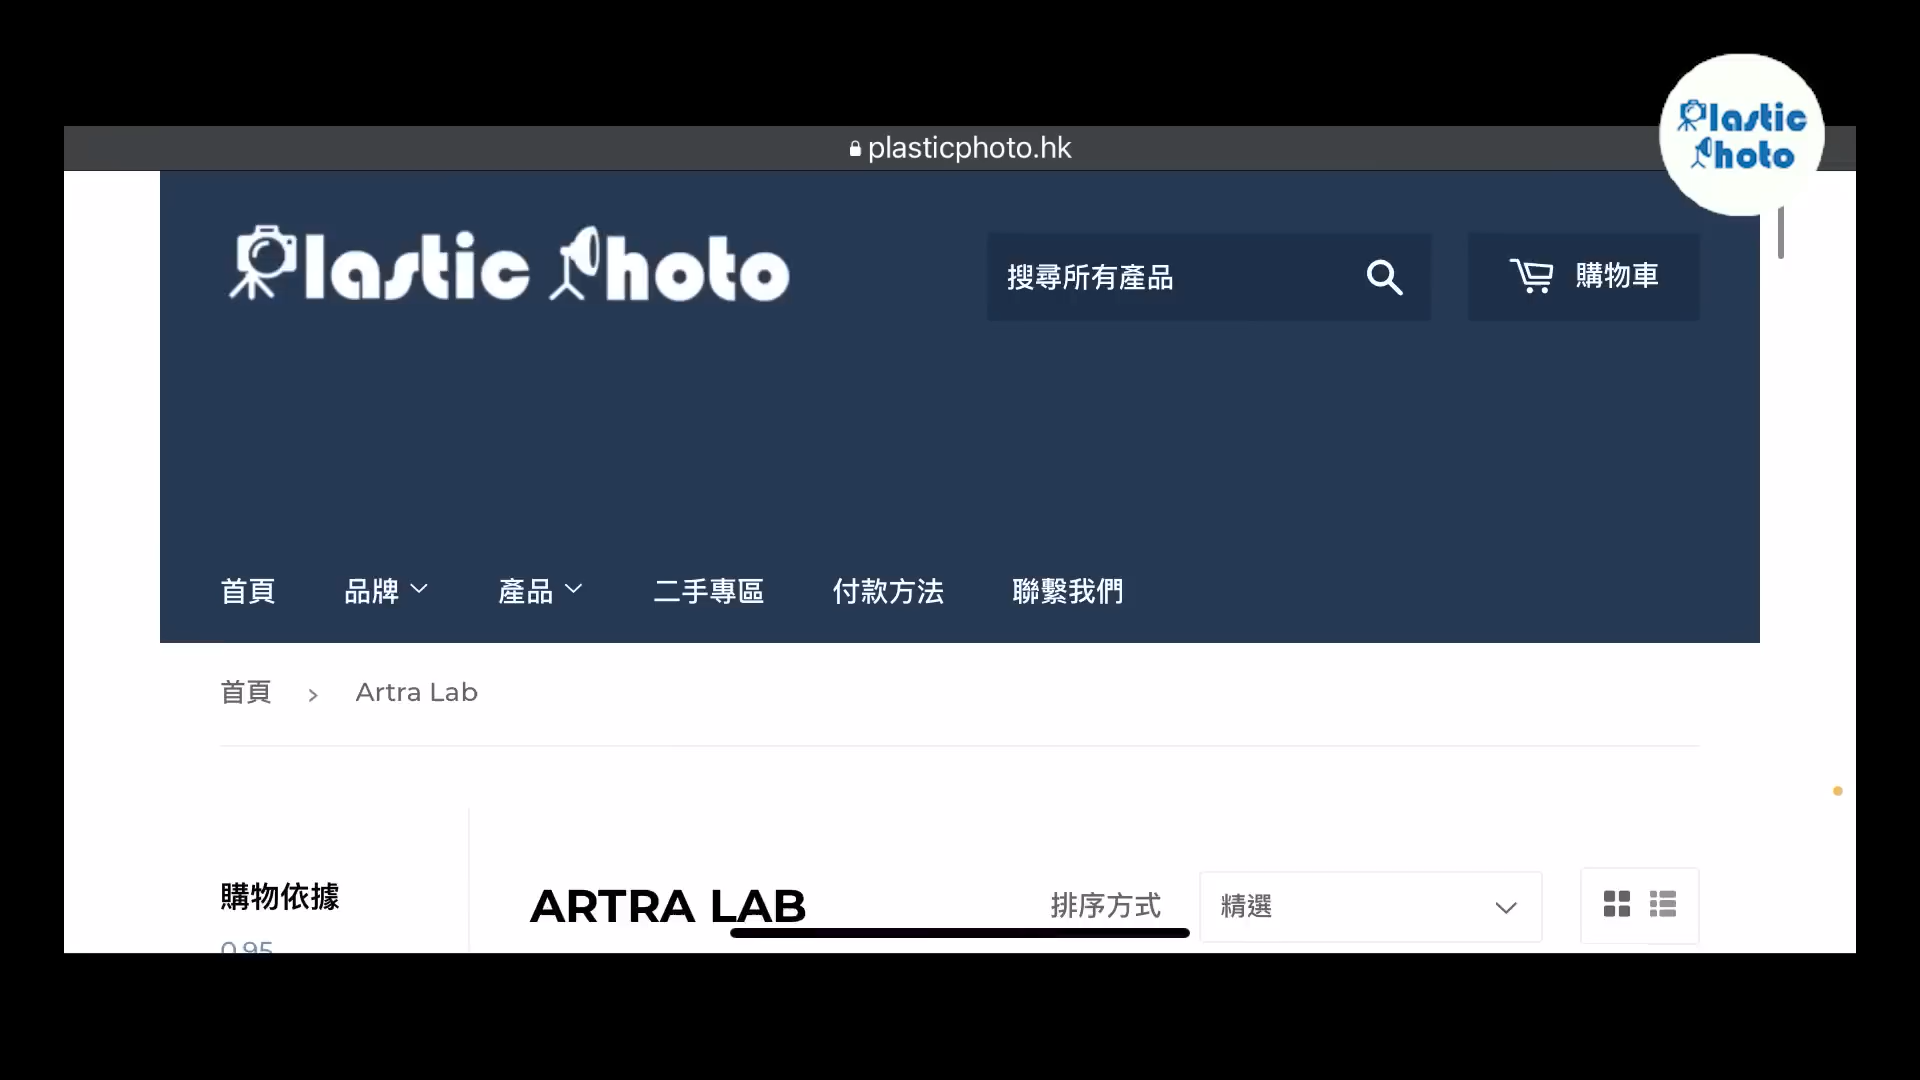 plasticphoto.hk
Plastic
Photo
Plastic Photo
搜尋所有產品
購物車
首頁
品牌
產品
二手專區
付款方法
聯繫我們
首頁 > Artra Lab
購物依據
ARTRA LAB
排序方式
精選
0.95